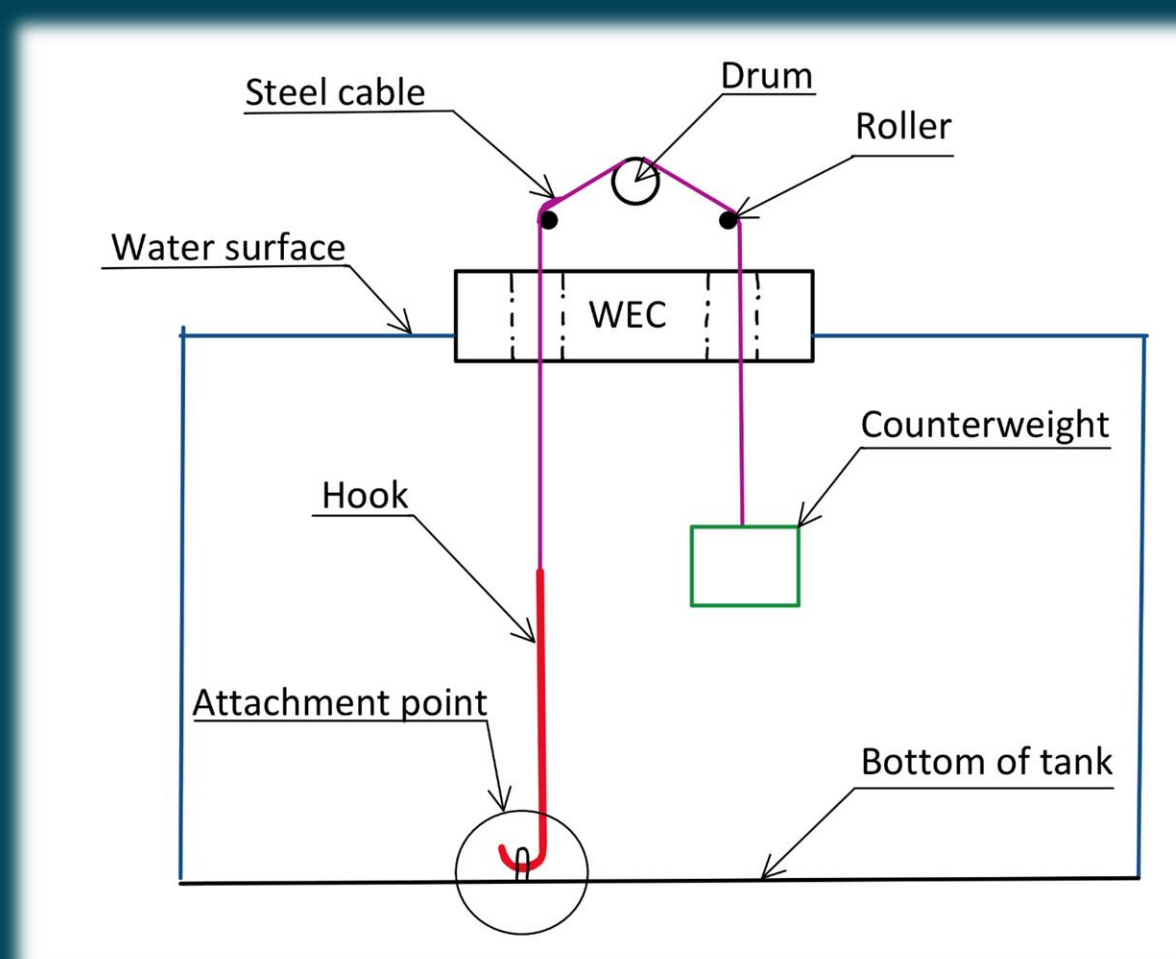 Drum
Steel cable
Roller
Water surface
WEC
Counterweight
Hook
Attachment point
Bottom of tank